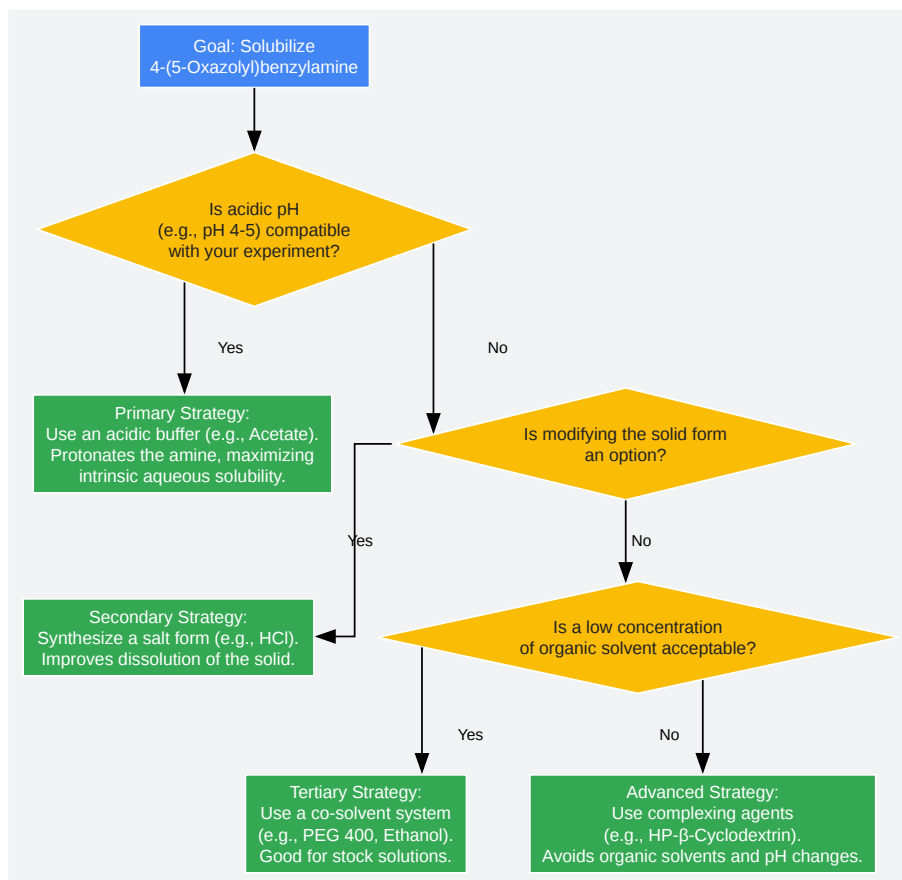 Goal: Solubilize
4-(5-Oxazolyl)benzylamine
Is acidic pH
(e.g., pH 4-5) compatible
with your experiment?
Yes
No
Primary Strategy:
Use an acidic buffer (e.g., Acetate).
Protonates the amine, maximizing
intrinsic aqueous solubility.
Is modifying the solid form
an option?
Yes
No
Secondary Strategy:
Synthesize a salt form (e.g., HCl).
Improves dissolution of the solid.
Is a low concentration
of organic solvent acceptable?
Yes
No
Tertiary Strategy:
Use a co-solvent system
(e.g., PEG 400, Ethanol).
Good for stock solutions.
Advanced Strategy:
Use complexing agents
(e.g., HP-β-Cyclodextrin).
Avoids organic solvents and pH changes.